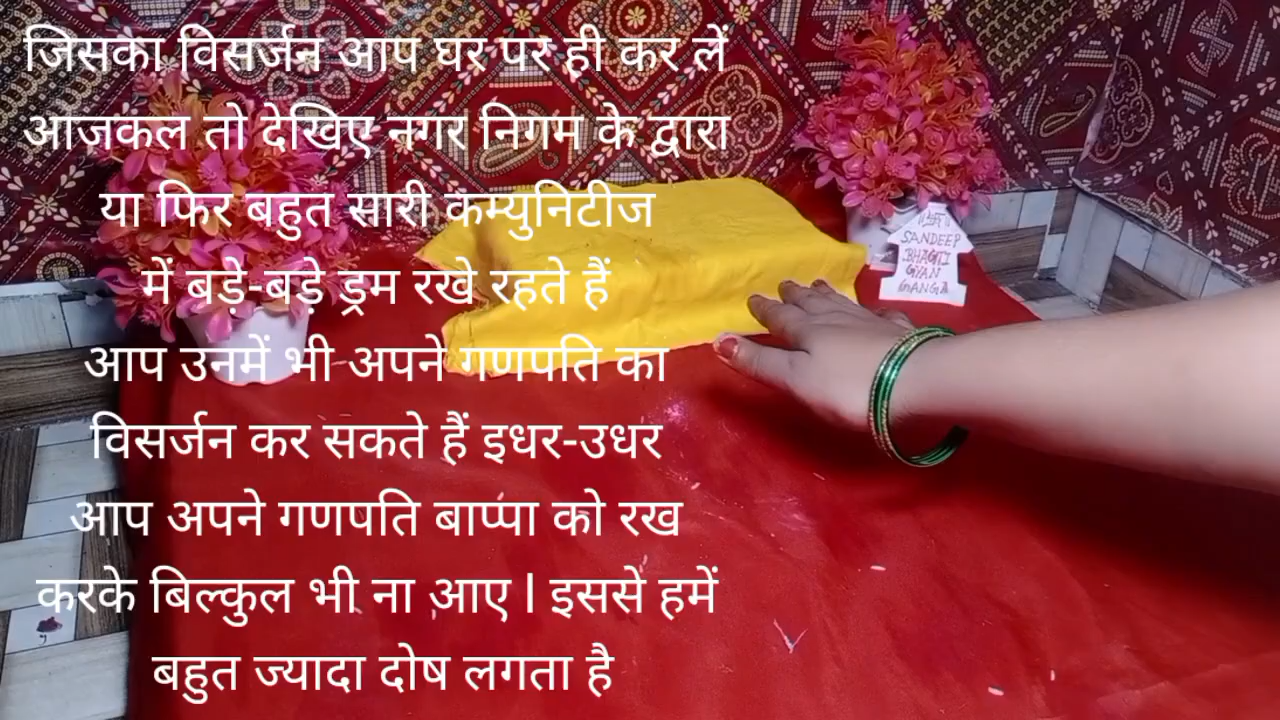 जिसका विसर्जन आप घर पर ही कर लें
आजकल तो देखिए नगर निगम के द्वारा
या फिर बहुत सारी कम्युनिटीज
में बड़े-बड़े ड्रम रखे रहते हैं
आप उनमें भी अपने गणपति का
विसर्जन कर सकते हैं इधर-उधर
आप अपने गणपति बाप्पा को रख
करके बिल्कुल भी ना आए l इससे हमें
बहुत ज्यादा दोष लगता है
SANDEEP
BHAGTI
GYAN
GANGA